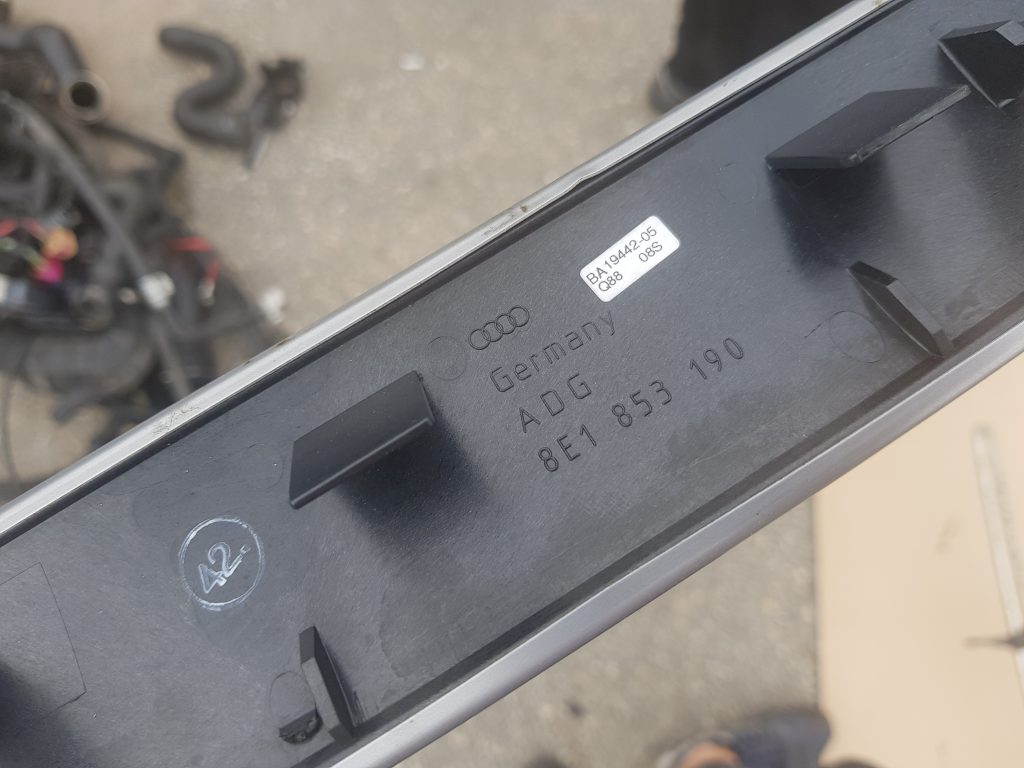 BA19442-05
Q88 08S
Germany
ADG
8E1 853 190
42